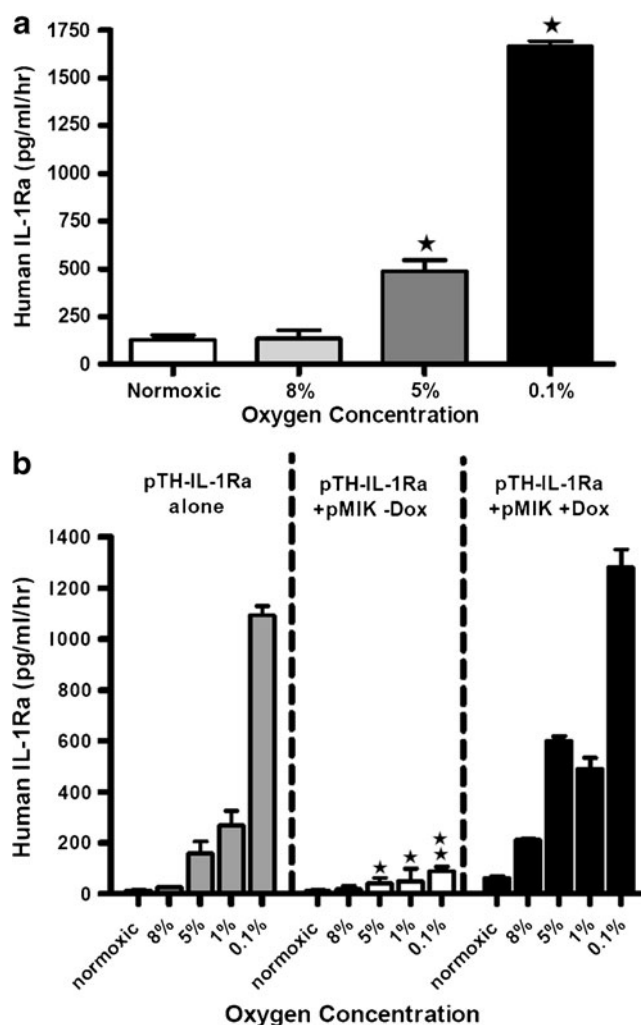 a
Human IL-1Ra (pg/ml/hr)
1750
1500
1250
1000
750
500
250
0
★
★
Normoxic 8% 5% 0.1%
Oxygen Concentration
b
pTH-IL-1Ra alone
pTH-IL-1Ra +pMIK -Dox
pTH-IL-1Ra +pMIK +Dox
Human IL-1Ra (pg/ml/hr)
1400
1200
1000
800
600
400
200
0
★
★
★
★
normoxic 8% 5% 1% 0.1% normoxic 8% 5% 1% 0.1% normoxic 8% 5% 1% 0.1%
Oxygen Concentration